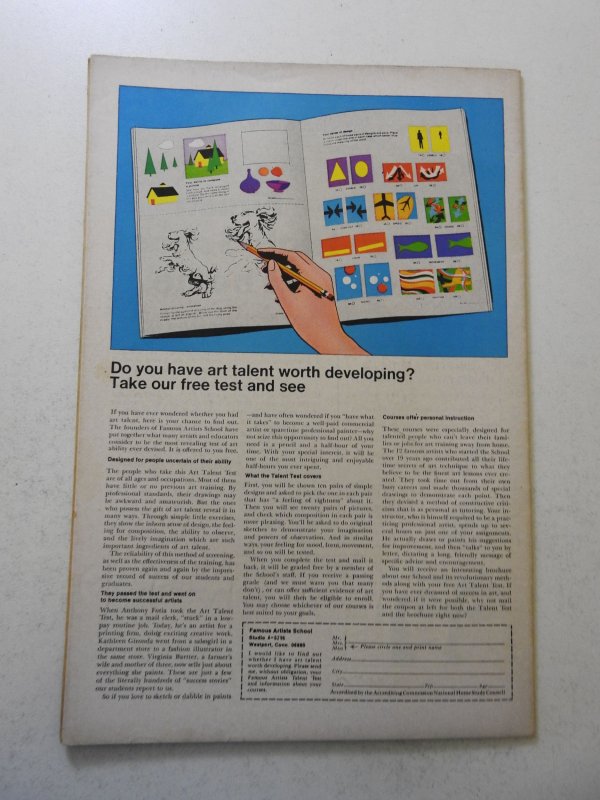 Do you have art talent worth developing?
Take our free test and see
If you have ever wondered whether you had
art talent, here is your chance to find out.
The founders of Famous Artists School have
put together what many artists and educators
consider to be the most revealing test of art
ability ever devised. It is offered to you free.
Designed for people uncertain of their ability
The people who take this Art Talent Test
are of all ages and occupations. Most of them
have little or no previous art training. By
professional standards, their drawings may
be awkward and amateurish. But the ones
who possess the gift of art talent reveal it in
many ways. Through simple little exercises,
they show the inborn sense of design, the feel-
ing for composition, the ability to observe,
and the lively imagination which are such
important ingredients of art talent.
The reliability of this method of screening,
as well as the effectiveness of the training, has
been proven again and again by the impres-
sive record of success of our students and
graduates.
They passed the test and went on
to become successful artists
When Anthony Fotia took the Art Talent
Test, he was a mail clerk, "stuck" in a low-
pay routine job. Today, he's an artist for a
printing firm, doing exciting creative work.
Kathleen Gimonda went from a salesgirl in a
department store to a fashion illustrator in
the same store. Virginia Bartter, a farmer's
wife and mother of three, now sells just about
everything she paints. These are just a few
of the literally hundreds of "success stories"
our students report to us.
So if you love to sketch or dabble in paints
—and have often wondered if you "have what
it takes" to become a well-paid commercial
artist or sparetime professional painter—why
not seize this opportunity to find out? All you
need is a pencil and a half-hour of your
time. With your special interest, it will be
one of the most intriguing and enjoyable
half-hours you ever spent.
What the Talent Test covers
First, you will be shown ten pairs of simple
designs and asked to pick the one in each pair
that has "a feeling of rightness" about it.
Then you will see twenty pairs of pictures,
and check which composition in each pair is
more pleasing. You'll be asked to do original
sketches to demonstrate your imagination
and powers of observation. And in similar
ways, your feeling for mood, form, movement,
and so on will be tested.
When you complete the test and mail it
back, it will be graded free by a member of
the School's staff. If you receive a passing
grade (and we must warn you that many
don't), or can offer sufficient evidence of art
talent, you will then be eligible to enroll.
You may choose whichever of our courses is
best suited to your goals.
Courses offer personal instruction
These courses were especially designed for
talented people who can't leave their fami-
lies or jobs for art training away from home.
The 12 famous artists who started the School
over 19 years ago contributed all their life-
time secrets of art technique to what they
believe to be the finest art lessons ever cre-
ated. They took time out from their own
busy careers and made thousands of special
drawings to demonstrate each point. Then
they devised a method of constructive criti-
cism that is as personal as tutoring. Your in-
structor, who is himself required to be a prac-
ticing professional artist, spends up to sev-
eral hours on just one of your assignments.
He actually draws or paints his suggestions
for improvement, and then "talks" to you by
letter, dictating a long, friendly message of
specific advice and encouragement.
You will receive an interesting brochure
about our School and its revolutionary meth-
ods along with your free Art Talent Test. If
you have ever dreamed of success in art, and
wondered if it were possible, why not mail
the coupon at left for both the Talent Test
and the brochure right now?
Famous Artists School
Studio
Westport, Conn. 06880
I would like to find out
whether I have art talent
worth developing. Please send
me, without obligation, your
Famous Artists Talent Test
and information about your
courses.
Mr.
Mrs.
Miss Please circle one and print name
Address
City
State Zip Age
Accredited by the Accrediting Commission National Home Study Council